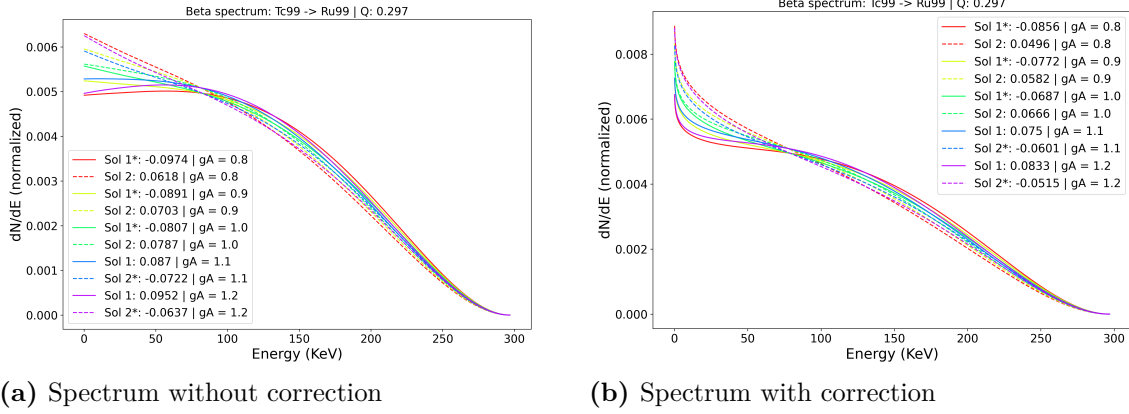 Beta spectrum: Tc99 -> Ru99 | Q: 0.297
dN/dE (normalized)
0.006
0.005
0.004
0.003
0.002
0.001
0.000
Sol 1*: -0.0974 | gA = 0.8
Sol 2: 0.0618 | gA = 0.8
Sol 1*: -0.0891 | gA = 0.9
Sol 2: 0.0703 | gA = 0.9
Sol 1*: -0.0807 | gA = 1.0
Sol 2: 0.0787 | gA = 1.0
Sol 1: 0.087 | gA = 1.1
Sol 2*: -0.0722 | gA = 1.1
Sol 1: 0.0952 | gA = 1.2
Sol 2*: -0.0637 | gA = 1.2
0 50 100 150 200 250 300
Energy (KeV)
(a) Spectrum without correction
Beta spectrum: Tc99 -> Ru99 | Q: 0.297
dN/dE (normalized)
0.008
0.006
0.004
0.002
0.000
Sol 1*: -0.0856 | gA = 0.8
Sol 2: 0.0496 | gA = 0.8
Sol 1*: -0.0772 | gA = 0.9
Sol 2: 0.0582 | gA = 0.9
Sol 1*: -0.0687 | gA = 1.0
Sol 2: 0.0666 | gA = 1.0
Sol 1: 0.075 | gA = 1.1
Sol 2*: -0.0601 | gA = 1.1
Sol 1: 0.0833 | gA = 1.2
Sol 2*: -0.0515 | gA = 1.2
0 50 100 150 200 250 300
Energy (KeV)
(b) Spectrum with correction